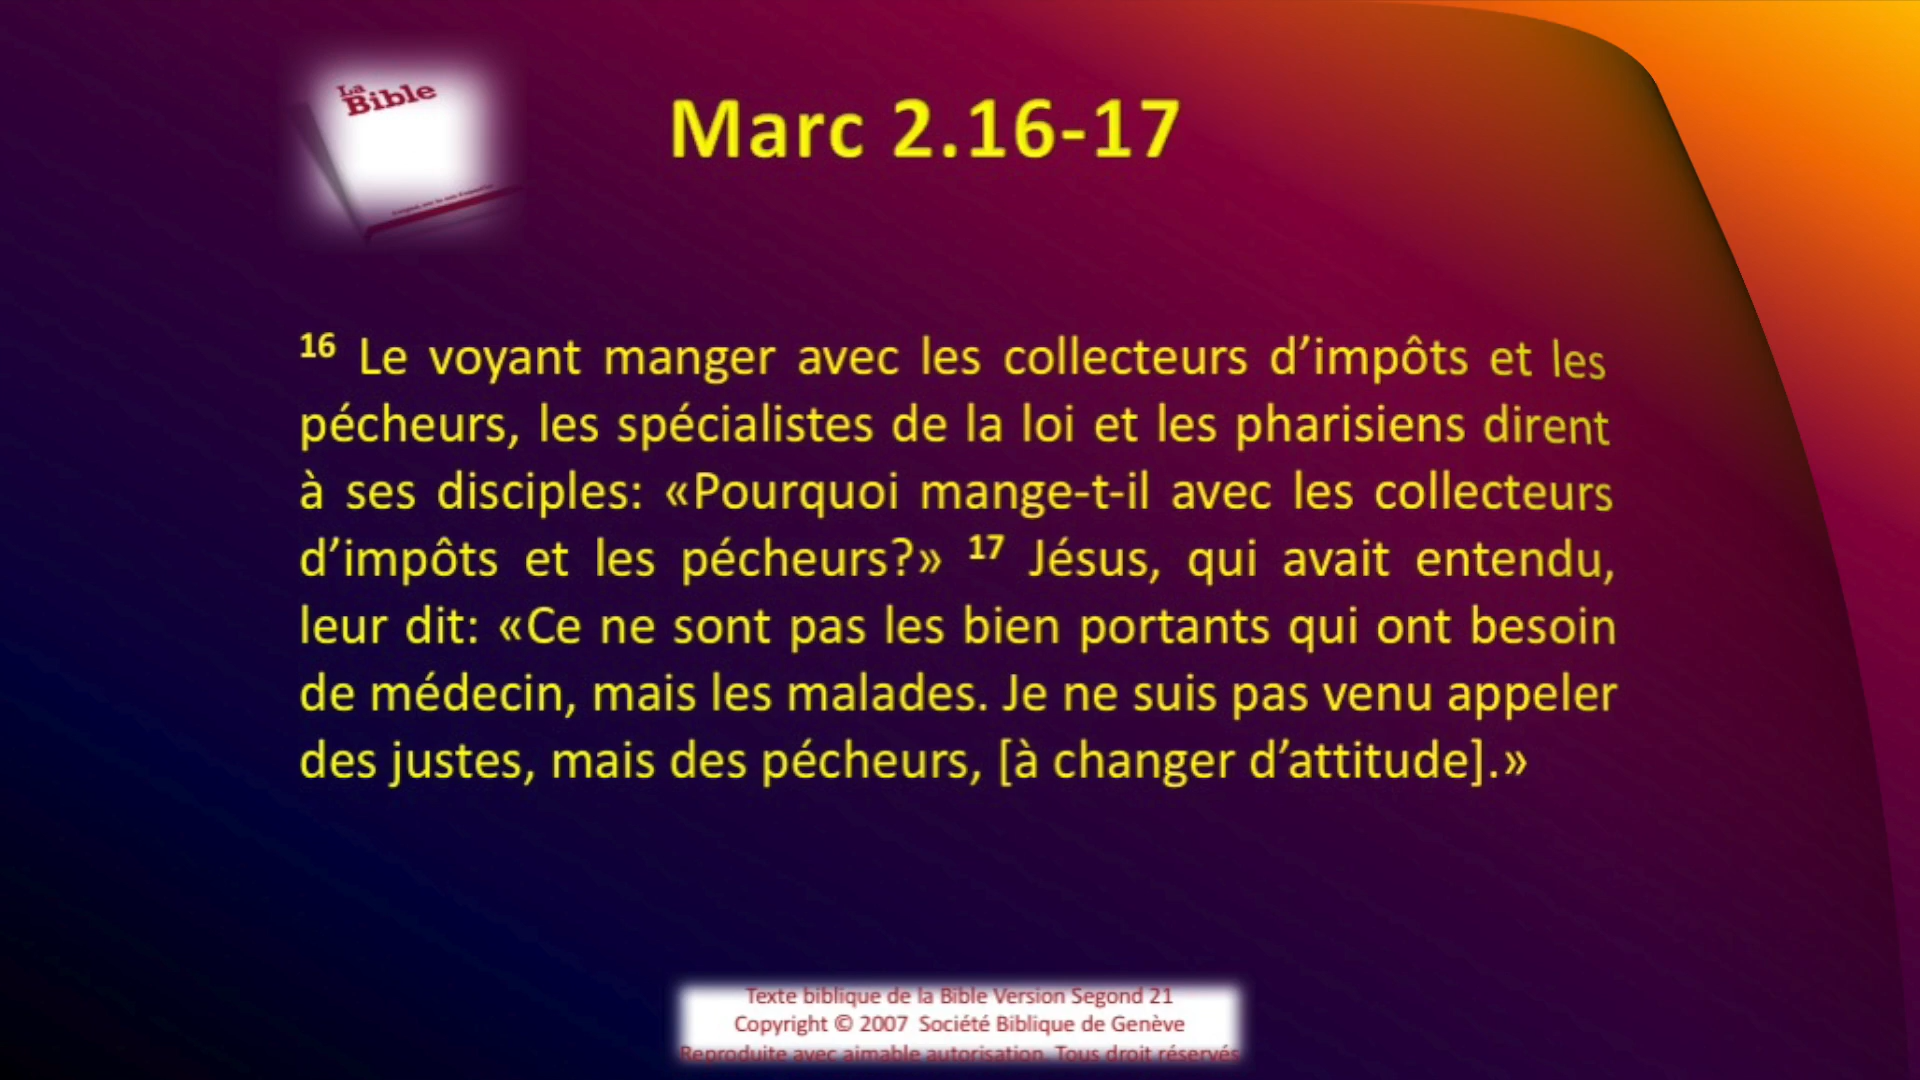 La
Bible
Marc 2.16-17
16 Le voyant manger avec les collecteurs d’impôts et les
pécheurs, les spécialistes de la loi et les pharisiens dirent
à ses disciples: «Pourquoi mange-t-il avec les collecteurs
d’impôts et les pécheurs?» 17 Jésus, qui avait entendu,
leur dit: «Ce ne sont pas les bien portants qui ont besoin
de médecin, mais les malades. Je ne suis pas venu appeler
des justes, mais des pécheurs, [à changer d’attitude].»
Texte biblique de la Bible Version Segond 21
Copyright © 2007 Société Biblique de Genève
Reproduite avec aimable autorisation. Tous droit réservés